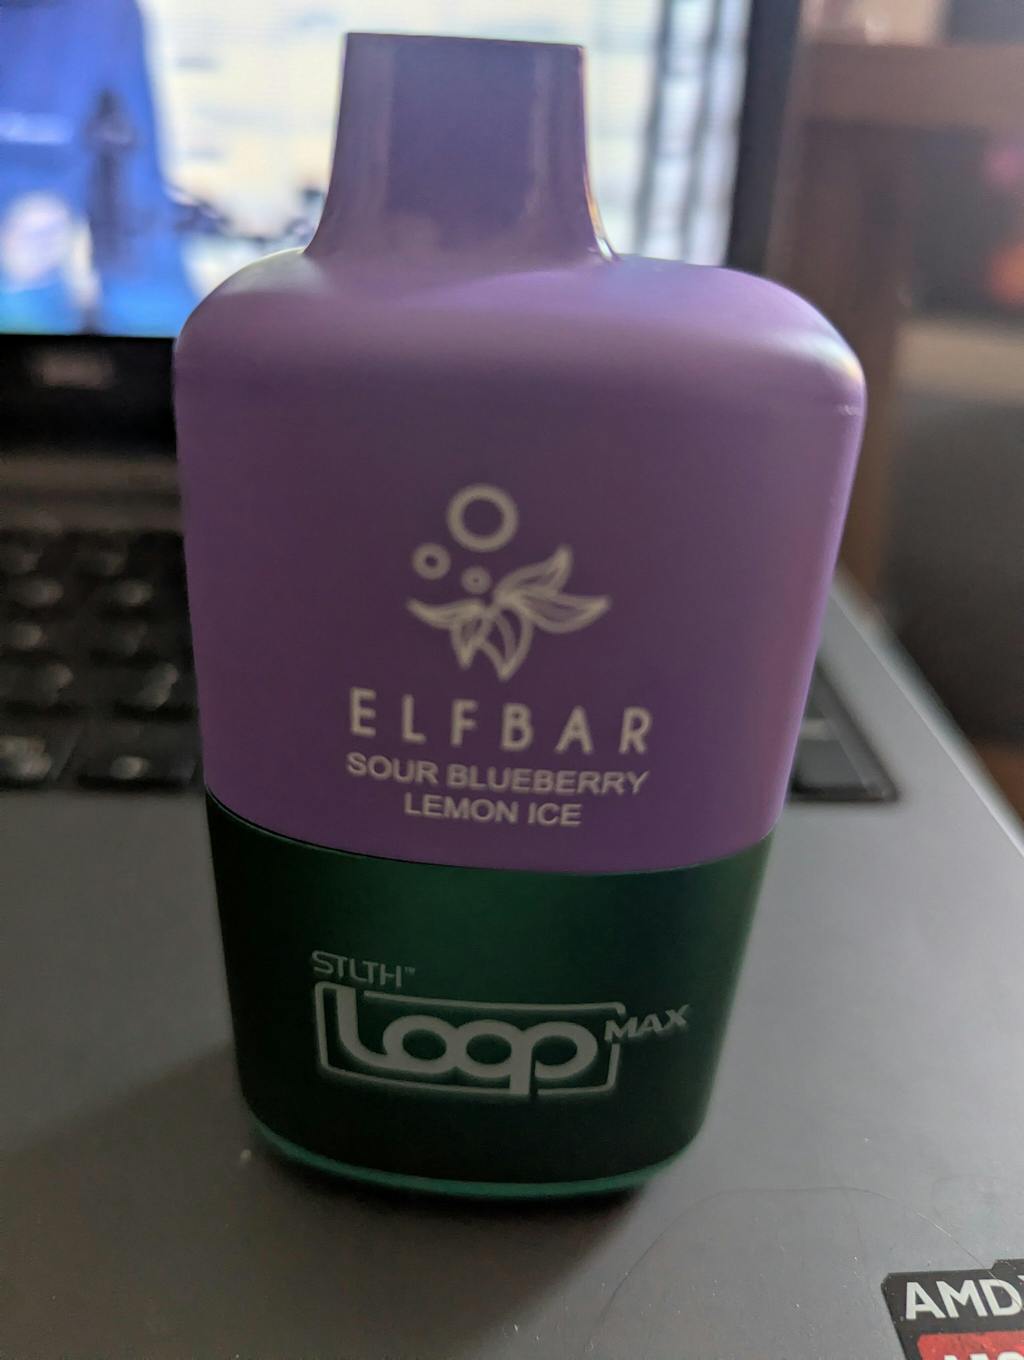 ELFBAR
SOUR BLUEBERRY
LEMON ICE
STLTH™
Loop MAX
AMD